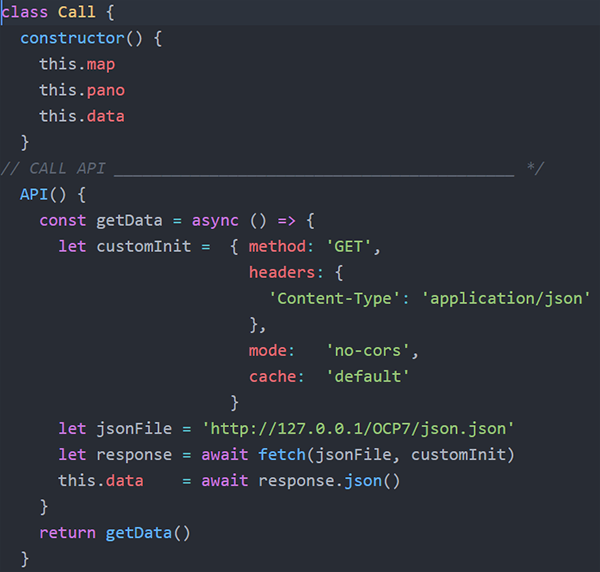 class Call {
  constructor() {
    this.map
    this.pano
    this.data
  }
// CALL API ________________________________________ */
  API() {
    const getData = async () => {
      let customInit =  { method: 'GET',
                          headers: {
                            'Content-Type': 'application/json'
                          },
                          mode:   'no-cors',
                          cache:  'default'
                        }
      let jsonFile = 'http://127.0.0.1/OCP7/json.json'
      let response = await fetch(jsonFile, customInit)
      this.data    = await response.json()
    }
    return getData()
  }